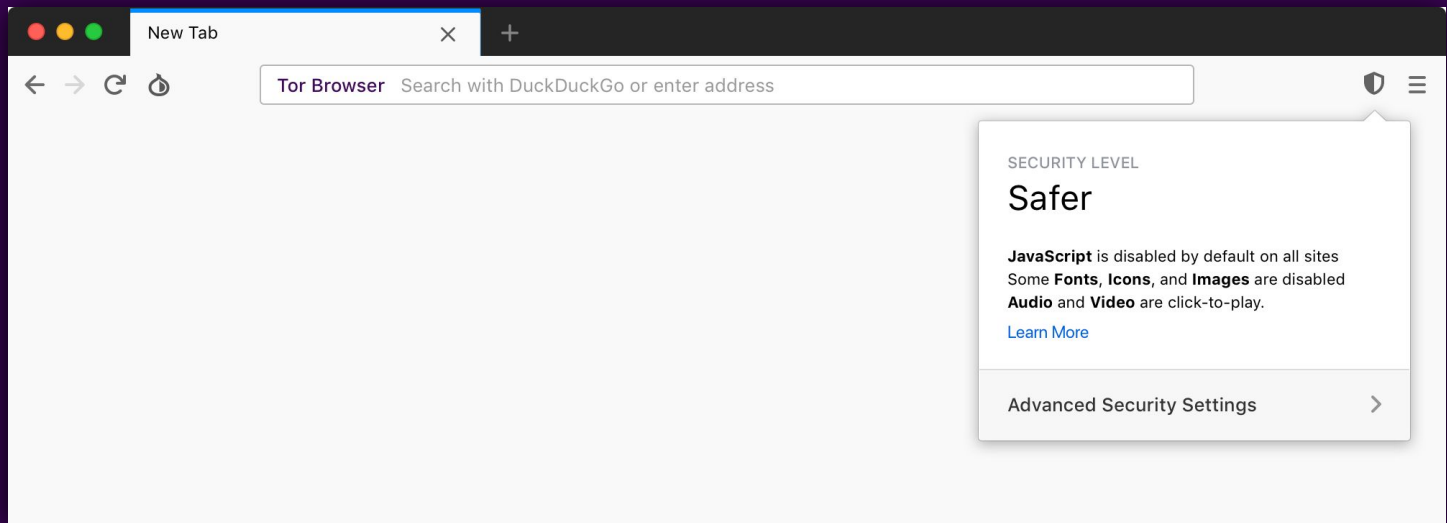 New Tab
Tor Browser Search with DuckDuckGo or enter address
SECURITY LEVEL
Safer
JavaScript is disabled by default on all sites
Some Fonts, Icons, and Images are disabled
Audio and Video are click-to-play.
Learn More
Advanced Security Settings